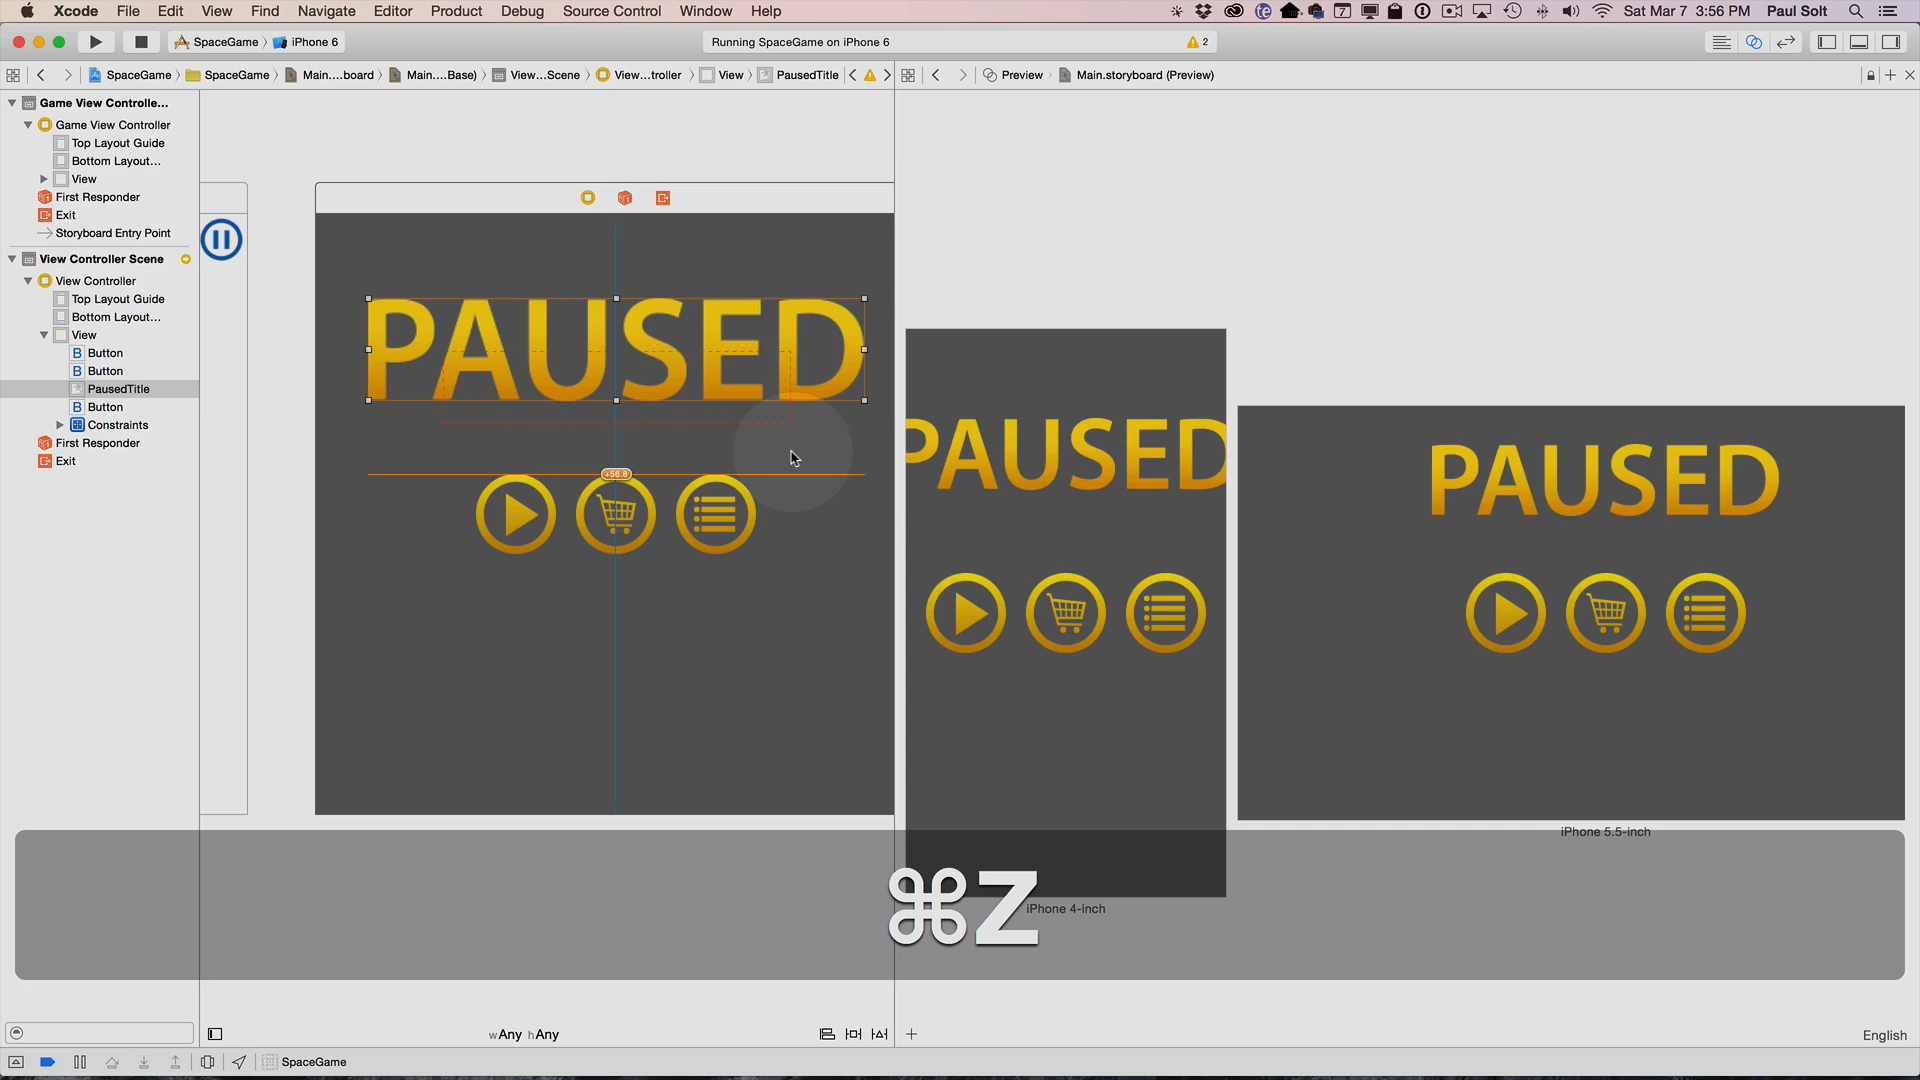 Xcode File Edit View Find Navigate Editor Product Debug Source Control Window Help
7 Sat Mar 7 3:56 PM Paul Solt
SpaceGame iPhone 6 Running SpaceGame on iPhone 6 2
SpaceGame SpaceGame Main....board Main....Base) View...Scene View...troller View PausedTitle Preview Main.storyboard (Preview)
Game View Controlle...
Game View Controller
Top Layout Guide
Bottom Layout...
View
First Responder
Exit
Storyboard Entry Point
View Controller Scene
View Controller
Top Layout Guide
Bottom Layout...
View
B Button
B Button
PausedTitle
B Button
Constraints
First Responder
Exit
PAUSED
+56.8
PAUSED
iPhone 4-inch
PAUSED
iPhone 5.5-inch
⌘Z
wAny hAny
English
SpaceGame